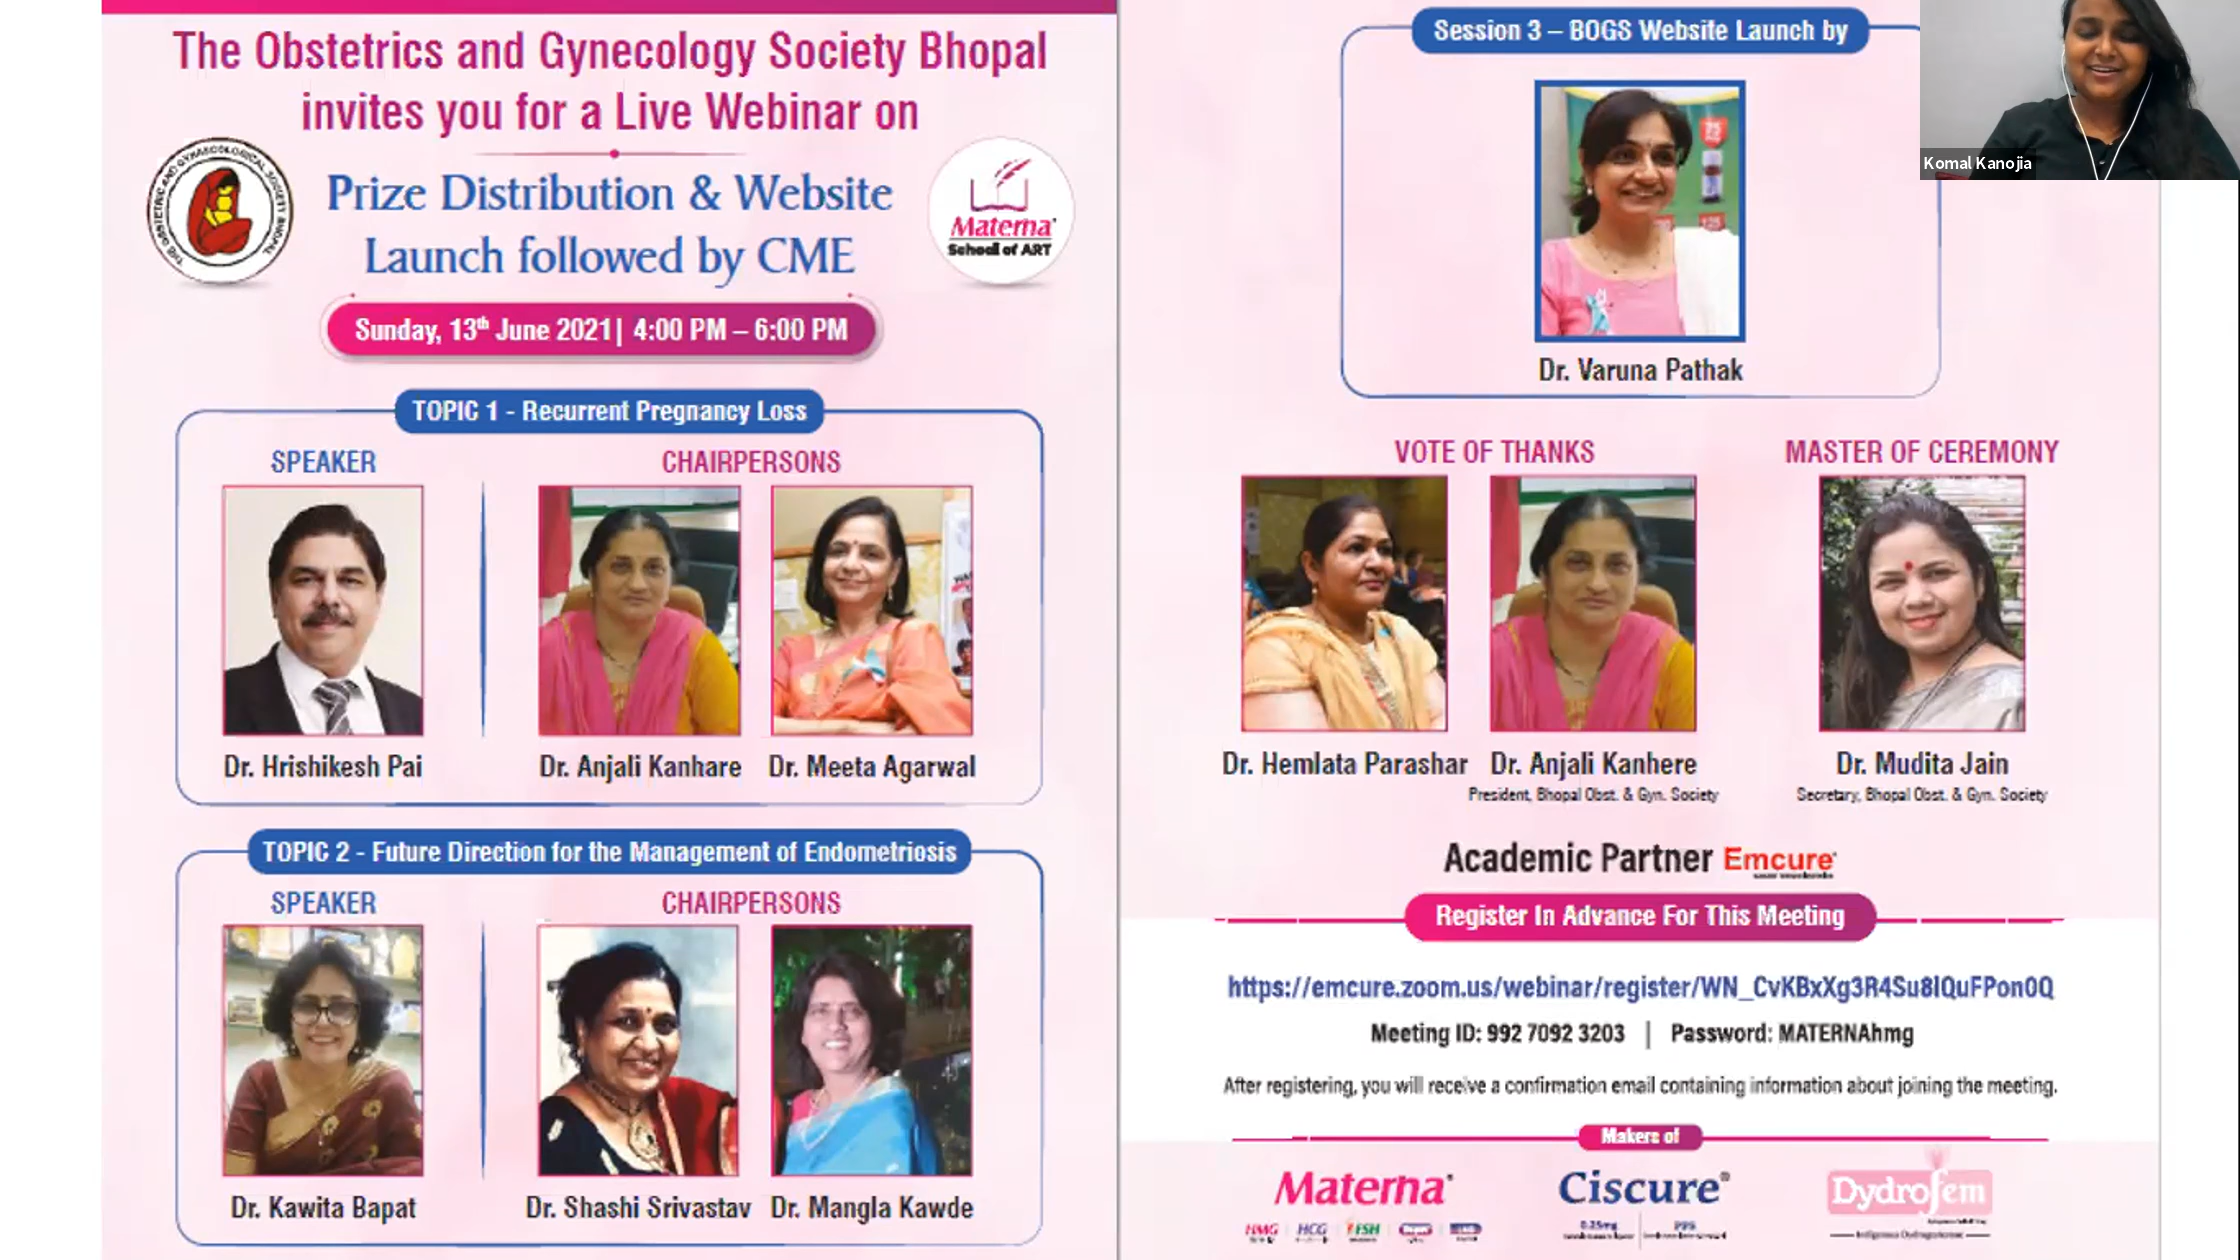 The Obstetrics and Gynecology Society Bhopal
invites you for a Live Webinar on
Prize Distribution & Website
Launch followed by CME
Materna
School of ART
Sunday, 13th June 2021| 4:00 PM – 6:00 PM
TOPIC 1 - Recurrent Pregnancy Loss
SPEAKER
CHAIRPERSONS
Dr. Hrishikesh Pai
Dr. Anjali Kanhare
Dr. Meeta Agarwal
TOPIC 2 - Future Direction for the Management of Endometriosis
SPEAKER
CHAIRPERSONS
Dr. Kawita Bapat
Dr. Shashi Srivastav
Dr. Mangla Kawde
Session 3 – BOGS Website Launch by
Dr. Varuna Pathak
VOTE OF THANKS
MASTER OF CEREMONY
Dr. Hemlata Parashar
Dr. Anjali Kanhere
President, Bhopal Obst. & Gyn. Society
Dr. Mudita Jain
Secretary, Bhopal Obst. & Gyn. Society
Academic Partner Emcure
Register In Advance For This Meeting
https://emcure.zoom.us/webinar/register/WN_CvKBxXg3R4Su8lQuFPon0Q
Meeting ID: 992 7092 3203 | Password: MATERNAhmg
After registering, you will receive a confirmation email containing information about joining the meeting.
Makers of
Materna
HMG HCG FSH
Ciscure®
0.25mg
Dydrofem
Komal Kanojia